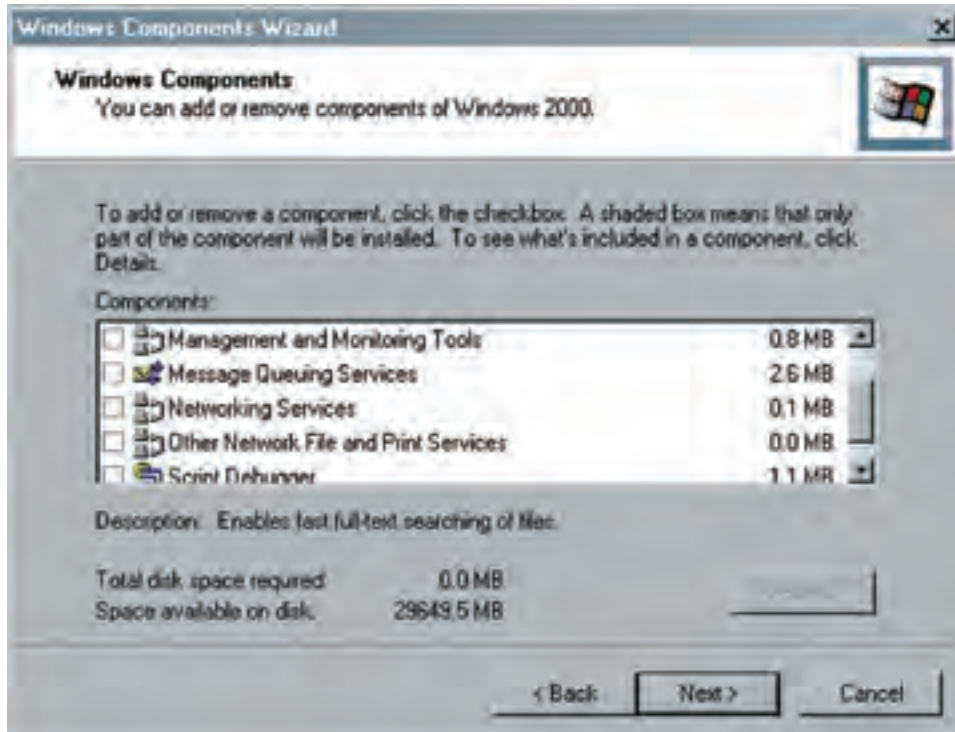 Windows Components Wizard
Windows Components
You can add or remove components of Windows 2000.
To add or remove a component, click the checkbox. A shaded box means that only
part of the component will be installed. To see what's included in a component, click
Details.
Components:
Management and Monitoring Tools 0.8 MB
Message Queuing Services 2.6 MB
Networking Services 0.1 MB
Other Network File and Print Services 0.0 MB
Script Debugger 1.1 MB
Description: Enables fast full-text searching of files.
Total disk space required: 0.0 MB
Space available on disk: 29649.5 MB
< Back
Next >
Cancel